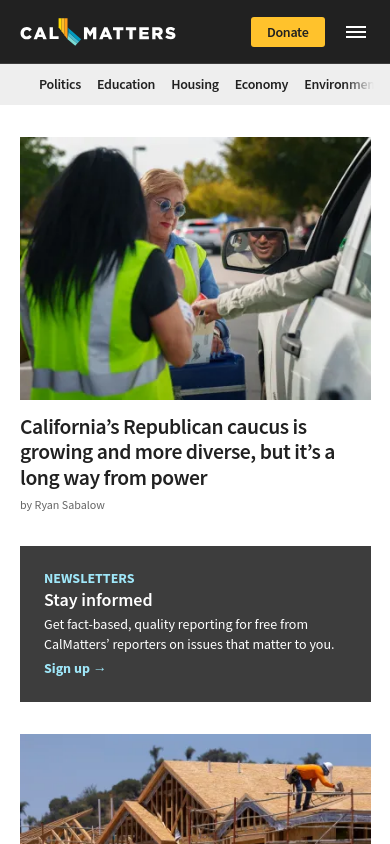 CAL MATTERS
Donate
Politics Education Housing Economy
California’s Republican caucus is
growing and more diverse, but it’s a
long way from power
by Ryan Sabalow
NEWSLETTERS
Stay informed
Get fact-based, quality reporting for free from
CalMatters’ reporters on issues that matter to you.
Sign up →